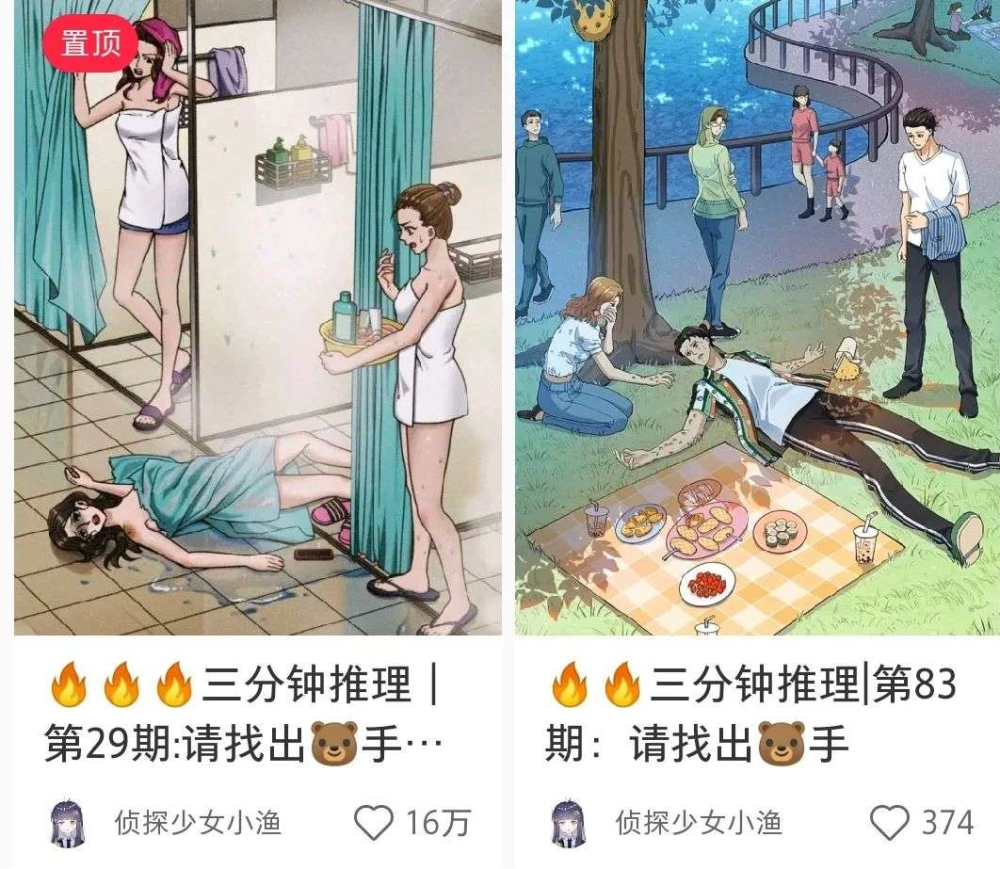 置顶
🔥🔥🔥三分钟推理｜
第29期:请找出🐻手…
侦探少女小渔
16万
🔥🔥三分钟推理|第83
期：请找出🐻手
侦探少女小渔
374